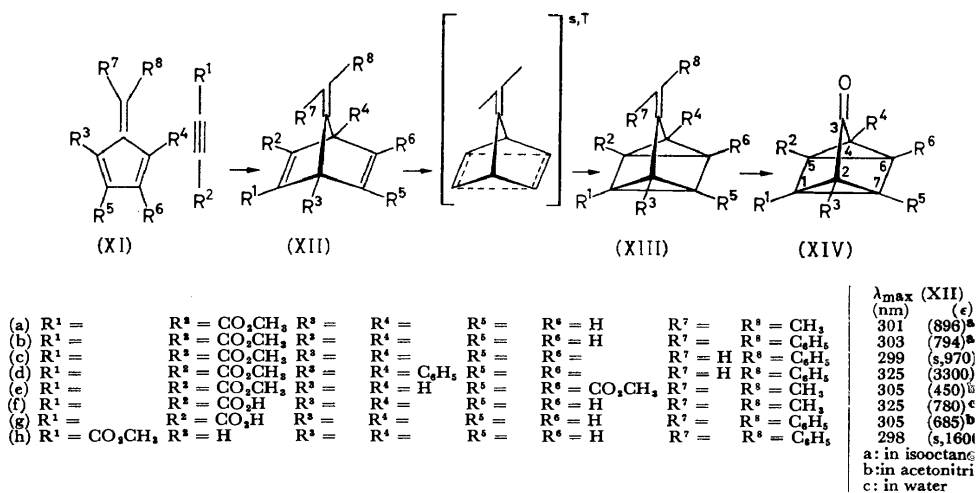 s,T
R⁷ R⁸ R¹ R³ R⁴ R² R⁵ R⁶
(XI)
R⁸ R⁷ R⁴ R² R⁶ R¹ R³ R⁵
(XII)
R⁸ R⁷ R⁴ R² R⁶ R¹ R³ R⁵
(XIII)
O 3 R⁴ R² 4 R⁶ 5 6 2 1 7 R¹ R³ R⁵
(XIV)
λmax (XII)
(nm) (ϵ)
(a) R¹ = R² = CO₂CH₃ R³ = R⁴ = R⁵ = R⁶ = H R⁷ = R⁸ = CH₃ 301 (896)a
(b) R¹ = R² = CO₂CH₃ R³ = R⁴ = R⁵ = R⁶ = H R⁷ = R⁸ = C₆H₅ 303 (794)a
(c) R¹ = R² = CO₂CH₃ R³ = R⁴ = R⁵ = R⁶ = R⁷ = H R⁸ = C₆H₅ 299 (s,970)
(d) R¹ = R² = CO₂CH₃ R³ = R⁴ = C₆H₅ R⁵ = R⁶ = R⁷ = H R⁸ = C₆H₅ 325 (3300)
(e) R¹ = R² = CO₂CH₃ R³ = R⁴ = H R⁵ = R⁶ = CO₂CH₃ R⁷ = R⁸ = CH₃ 305 (450)b
(f) R¹ = R² = CO₂H R³ = R⁴ = R⁵ = R⁶ = H R⁷ = R⁸ = CH₃ 325 (780)c
(g) R¹ = R² = CO₂H R³ = R⁴ = R⁵ = R⁶ = H R⁷ = R⁸ = C₆H₅ 305 (685)b
(h) R¹ = CO₂CH₃ R² = H R³ = R⁴ = R⁵ = R⁶ = H R⁷ = R⁸ = C₆H₅ 298 (s,160
a: in isooctan
b:in acetonitri
c: in water